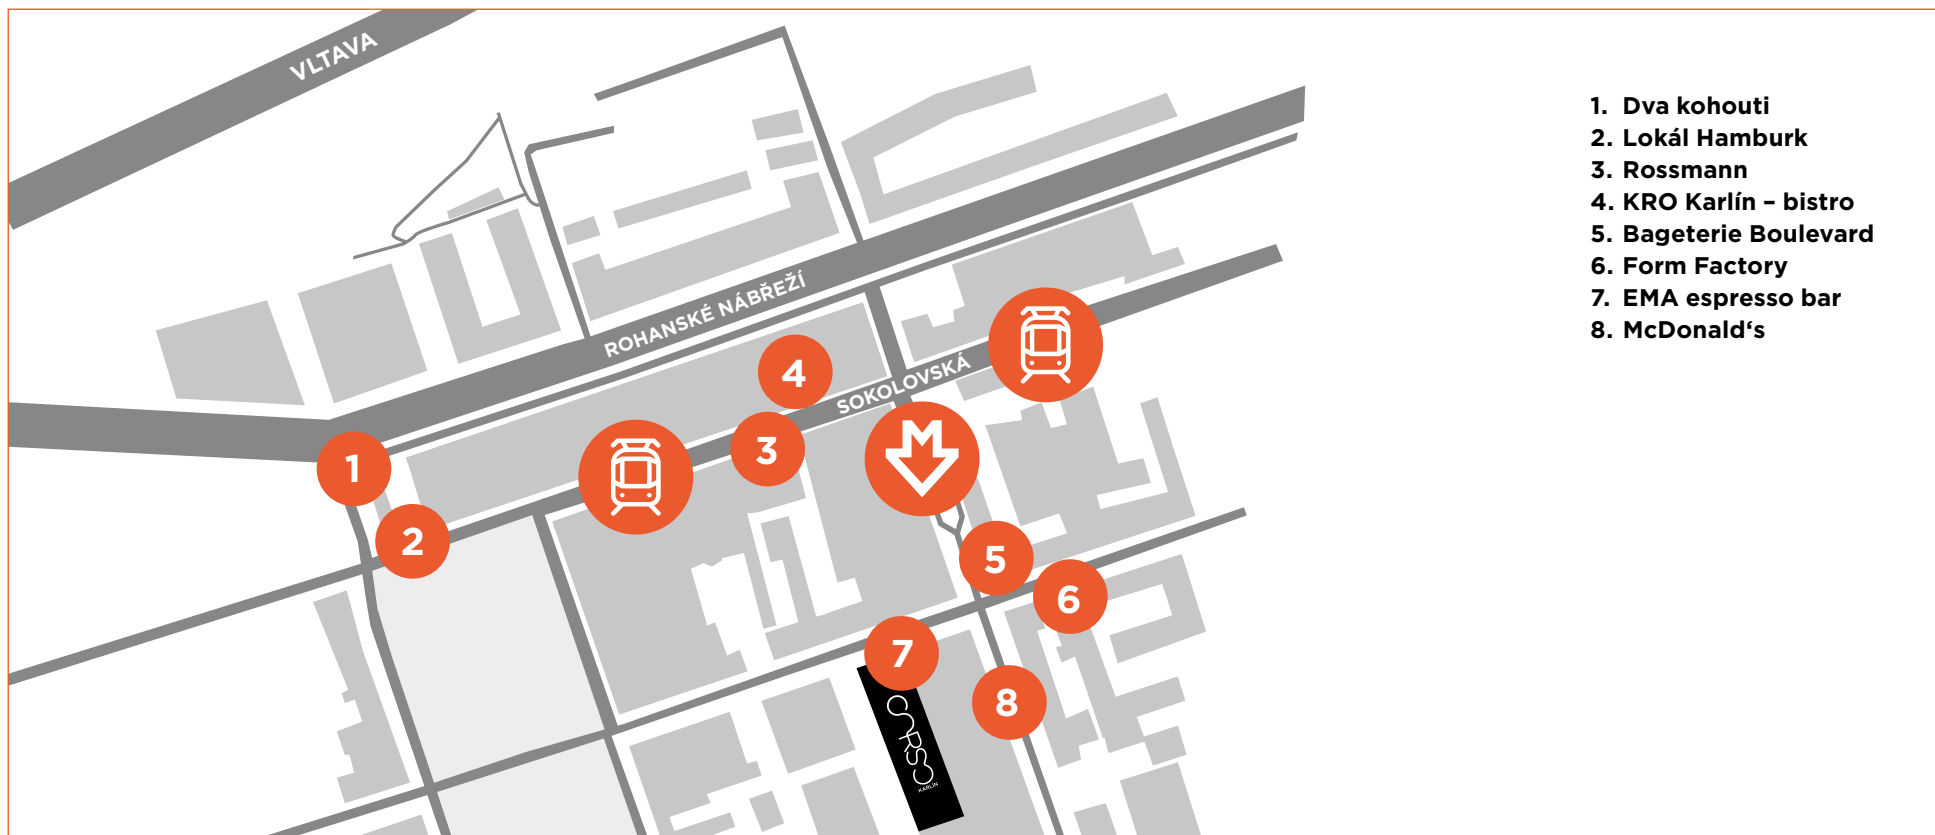 VLTAVA
ROHANSKÉ NÁBŘEŽÍ
SOKOLOVSKÁ
4
3
1
2
M
5
6
7
8
CORSO
KARLÍN
1. Dva kohouti
2. Lokál Hamburk
3. Rossmann
4. KRO Karlín – bistro
5. Bageterie Boulevard
6. Form Factory
7. EMA espresso bar
8. McDonald‘s